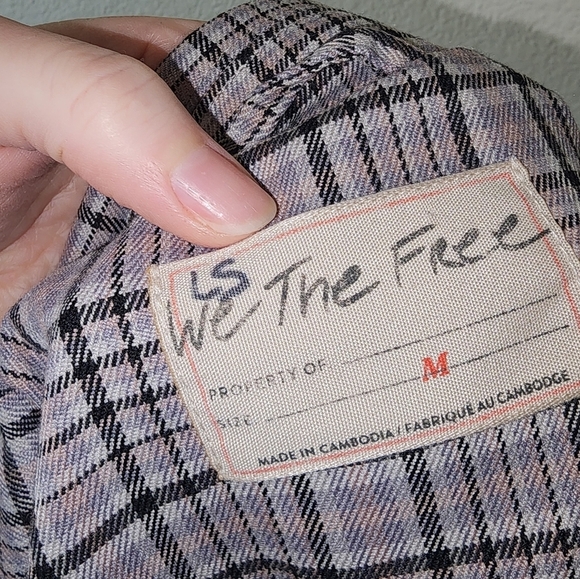 LS
We The Free
PROPERTY OF
SIZE M
MADE IN CAMBODIA / FABRIQUÉ AU CAMBODGE